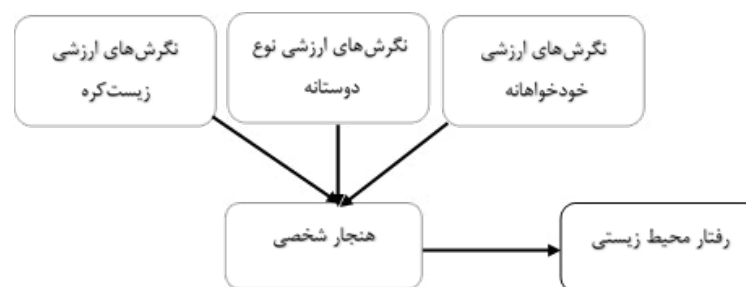 نگرش‌های ارزشی
خودخواهانه
نگرش‌های ارزشی نوع
دوستانه
نگرش‌های ارزشی
زیست‌کره
هنجار شخصی
رفتار محیط زیستی